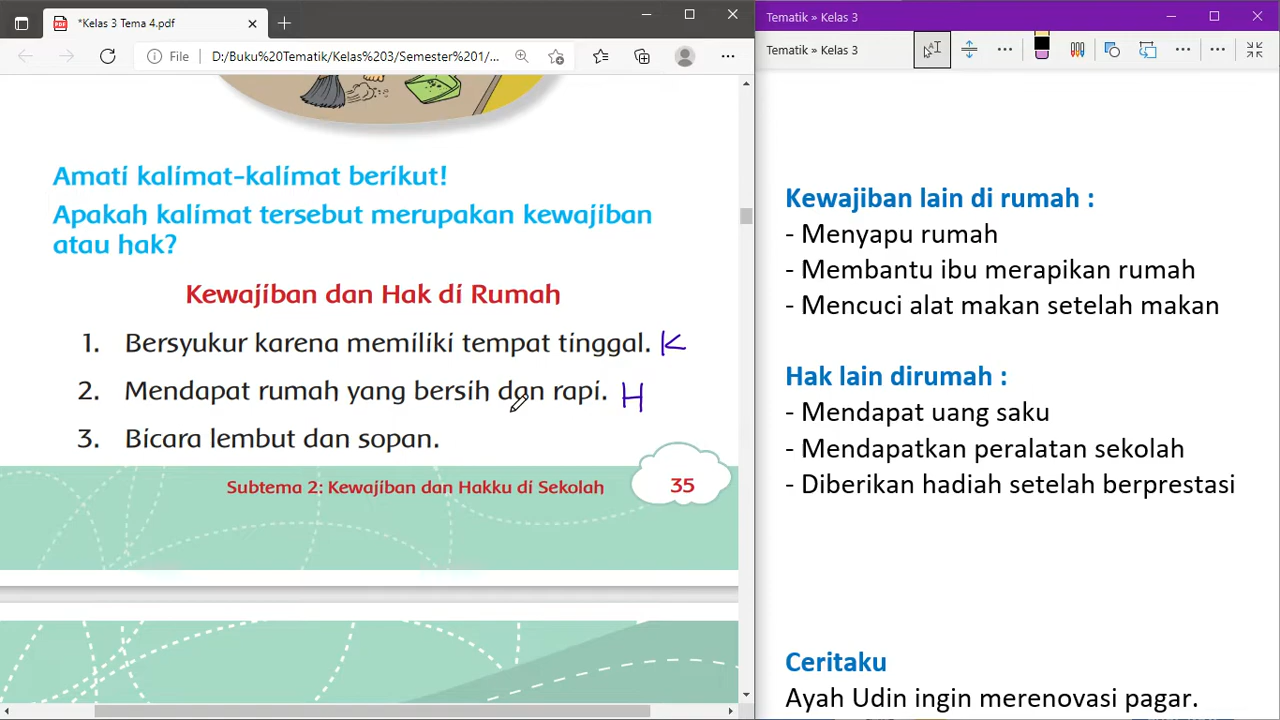 *Kelas 3 Tema 4.pdf
File
D:/Buku%20Tematik/Kelas%203/Semester%201/...
Amati kalimat-kalimat berikut!
Apakah kalimat tersebut merupakan kewajiban
atau hak?
Kewajiban dan Hak di Rumah
1. Bersyukur karena memiliki tempat tinggal. K
2. Mendapat rumah yang bersih dan rapi. H
3. Bicara lembut dan sopan.
Subtema 2: Kewajiban dan Hakku di Sekolah
35
Tematik » Kelas 3
Tematik » Kelas 3
Kewajiban lain di rumah :
- Menyapu rumah
- Membantu ibu merapikan rumah
- Mencuci alat makan setelah makan
Hak lain dirumah :
- Mendapat uang saku
- Mendapatkan peralatan sekolah
- Diberikan hadiah setelah berprestasi
Ceritaku
Ayah Udin ingin merenovasi pagar.